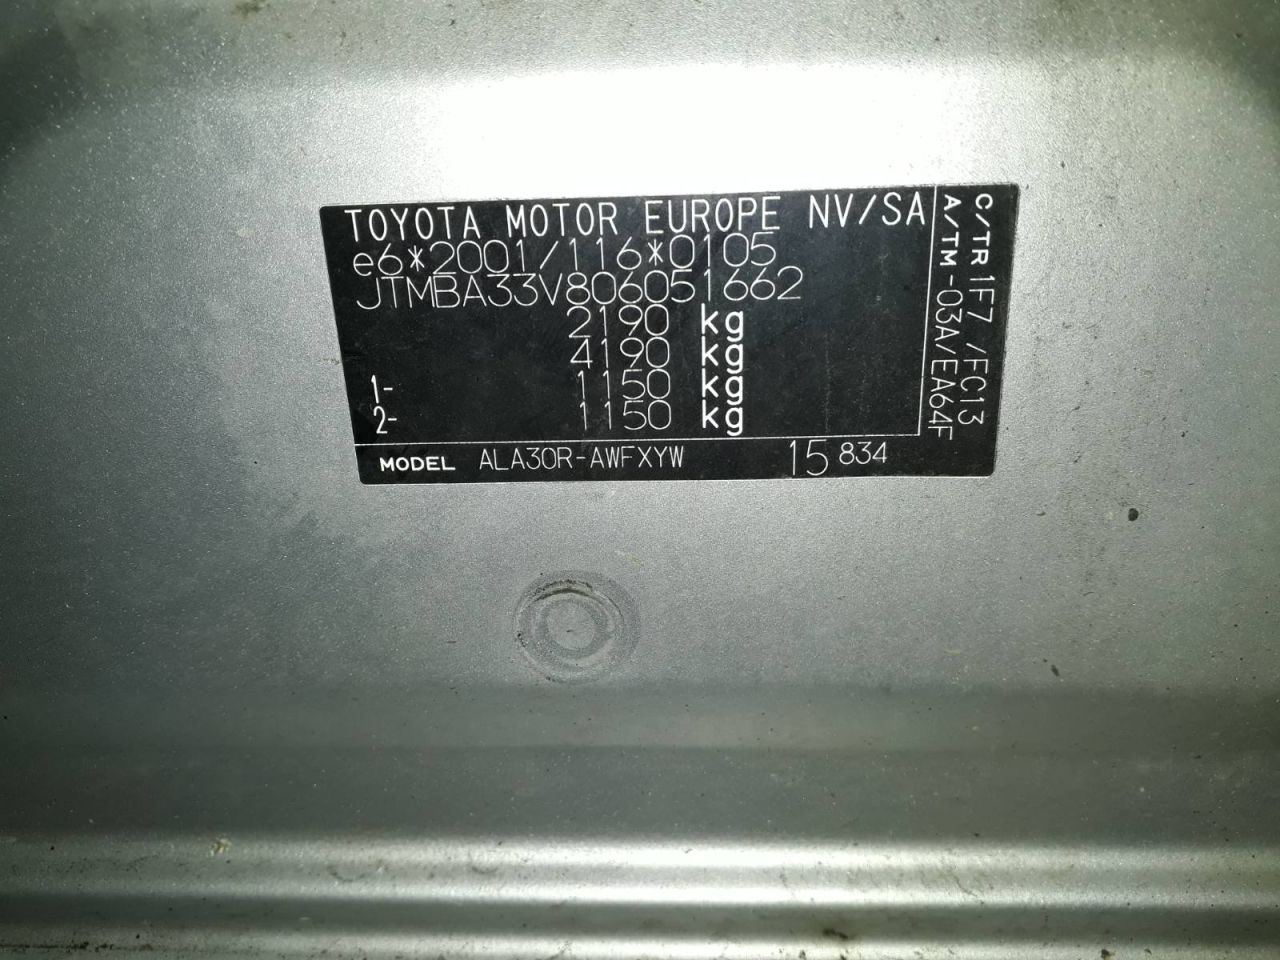 TOYOTA MOTOR EUROPE NV/SA
e6*2001/116*0105
JTMBA33V806051662
2190 kg
4190 kg
1- 1150 kg
2- 1150 kg
MODEL ALA30R-AWFXYW 15 834
C/TR 1F7 /FC13
A/TM -03A/EA64F